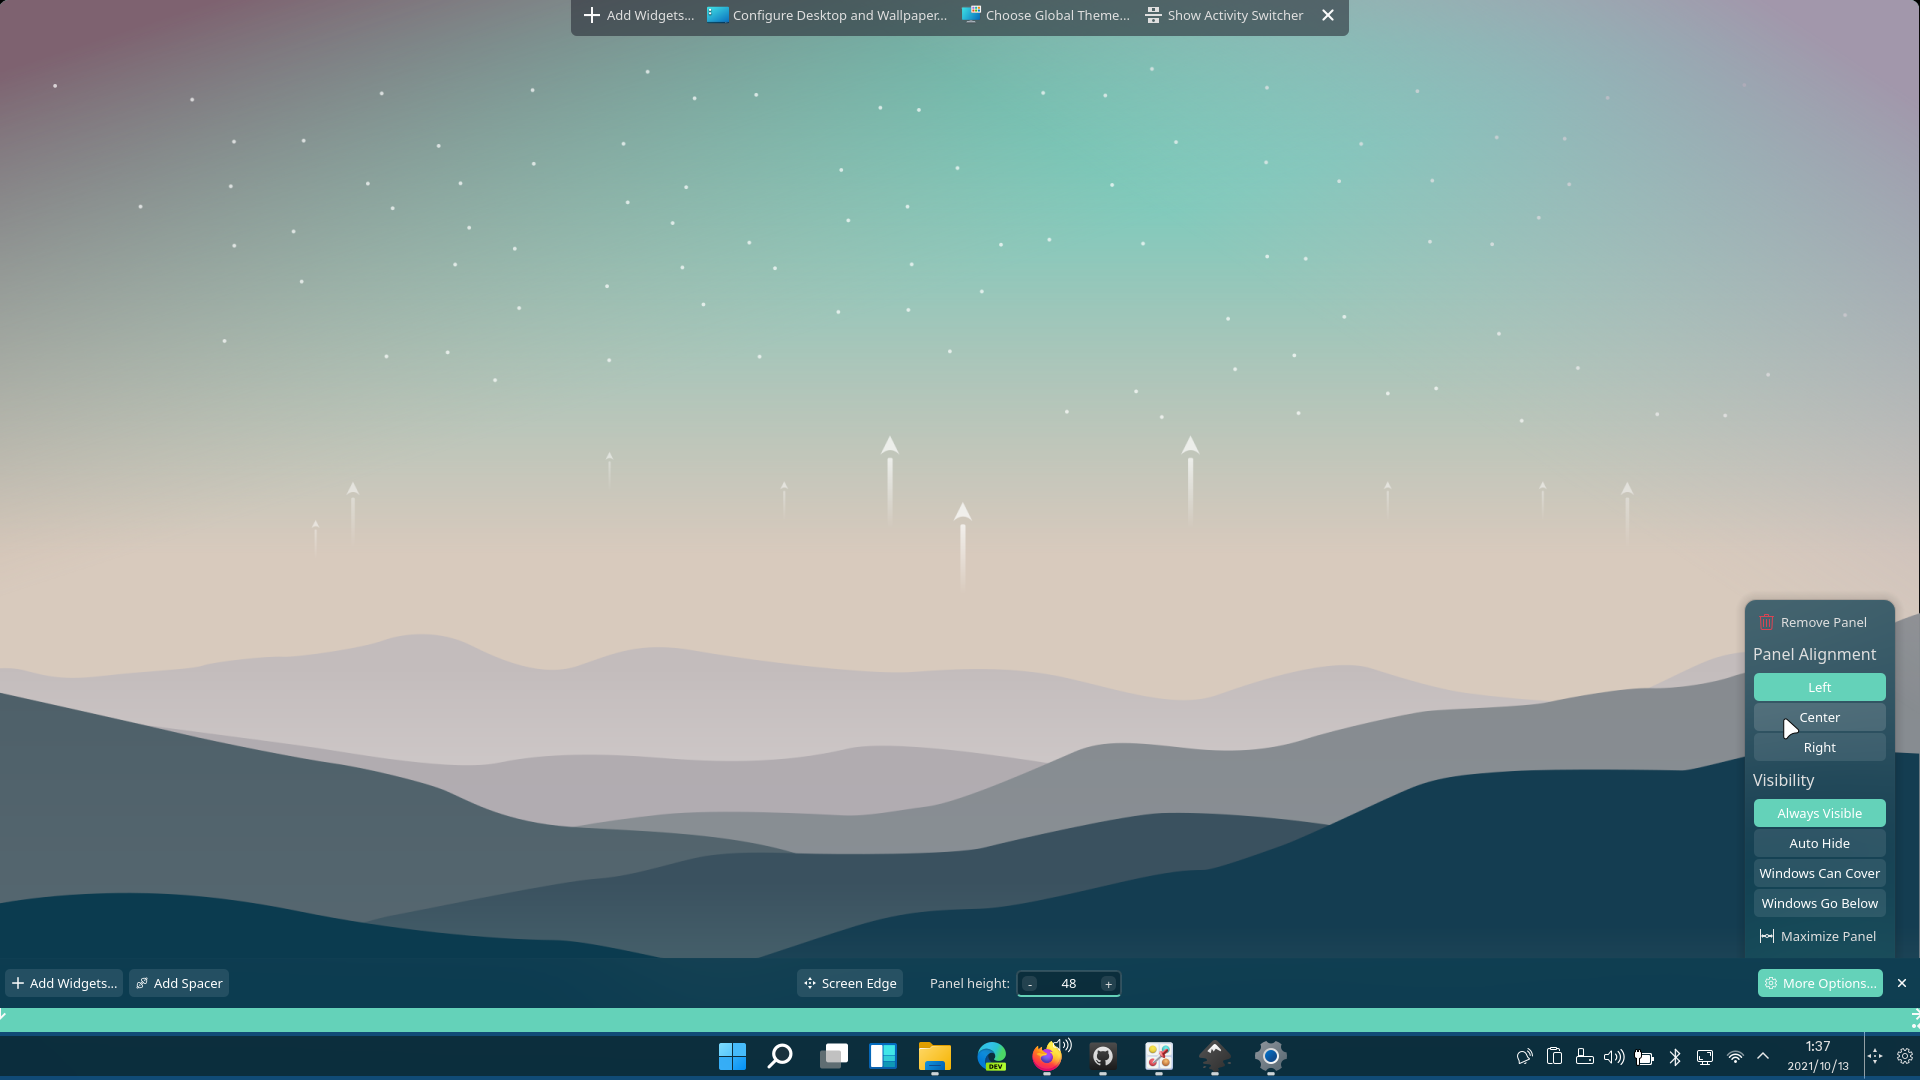 Add Widgets... Configure Desktop and Wallpaper... Choose Global Theme... Show Activity Switcher
Remove Panel
Panel Alignment
Left
Center
Right
Visibility
Always Visible
Auto Hide
Windows Can Cover
Windows Go Below
Maximize Panel
Add Widgets... Add Spacer Screen Edge Panel height: - 48 + More Options...
DEV
1:37
2021/10/13